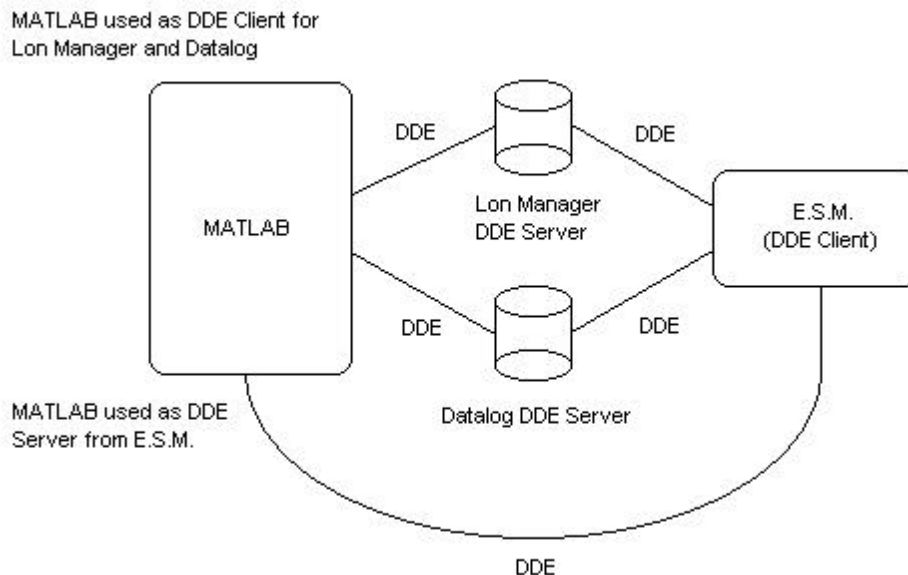 MATLAB used as DDE Client for
Lon Manager and Datalog
DDE
DDE
MATLAB
Lon Manager
DDE Server
E.S.M.
(DDE Client)
DDE
DDE
MATLAB used as DDE
Server from E.S.M.
Datalog DDE Server
DDE